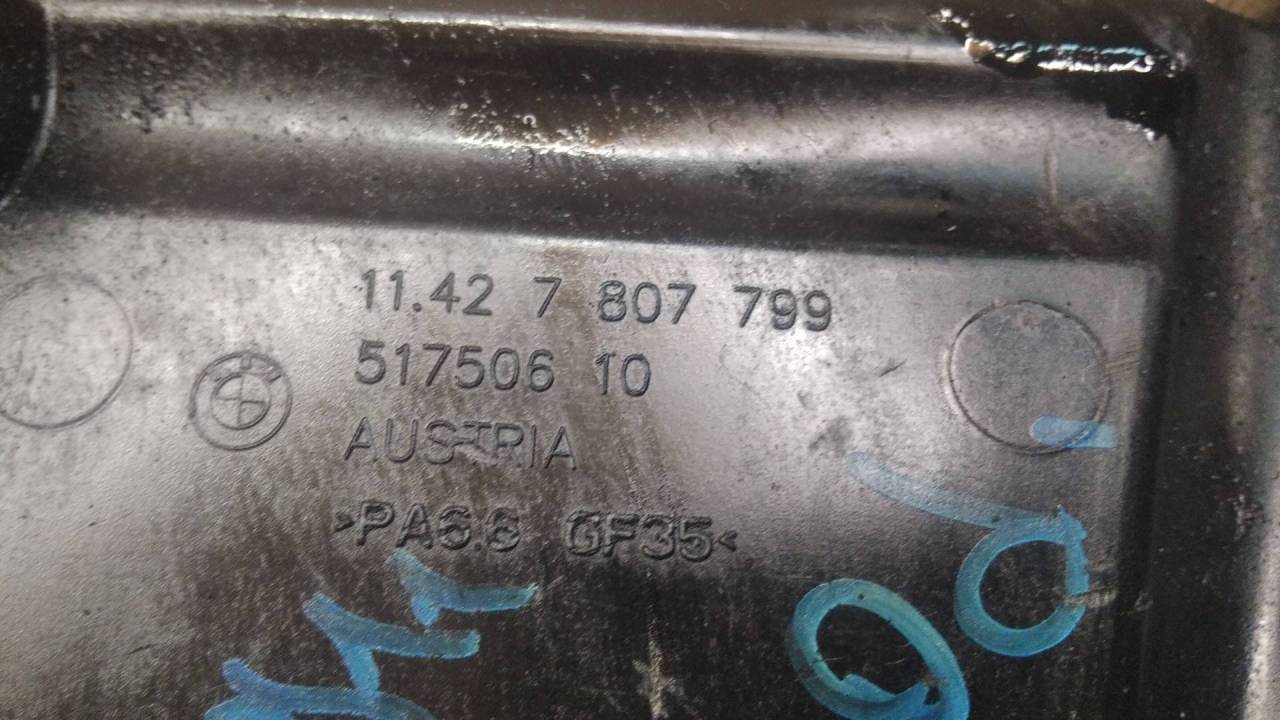 11.42 7 807 799
517506 10
AUSTRIA
>PA6.6 GF35<